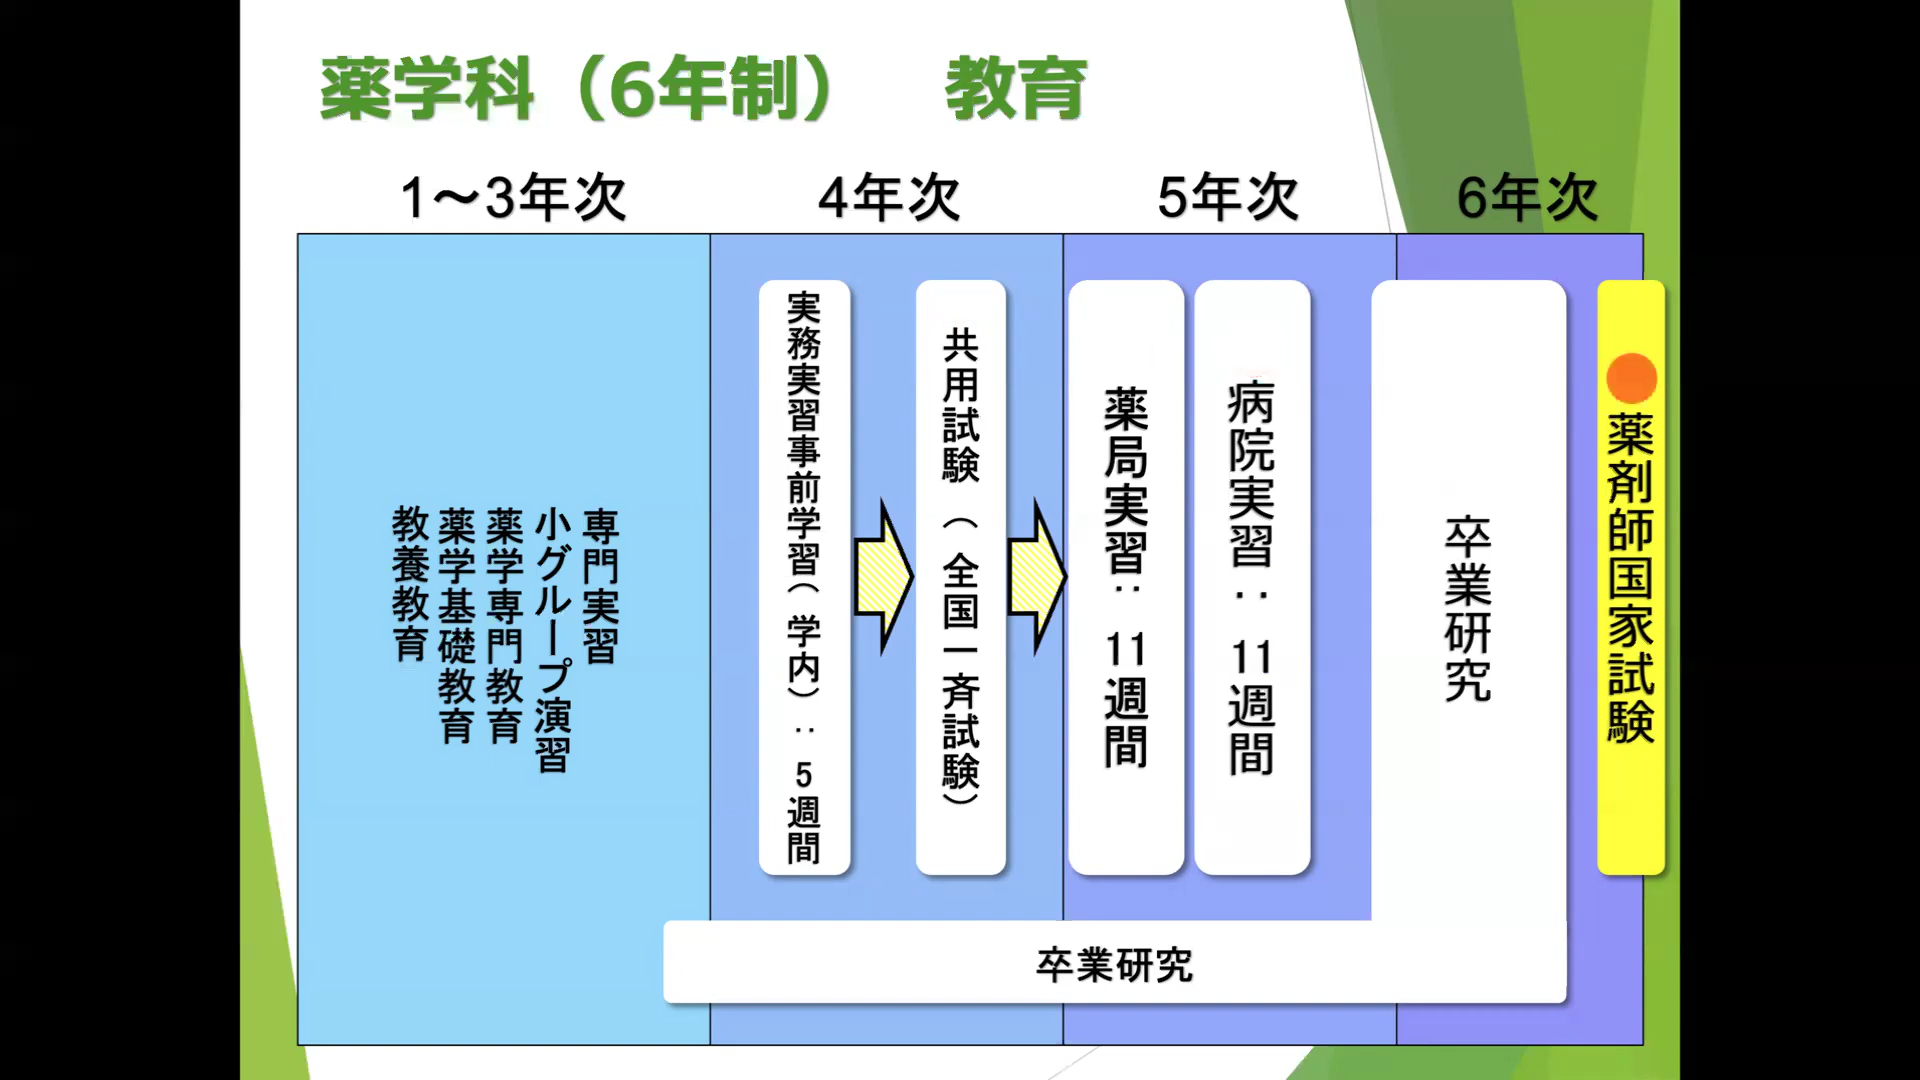 薬学科（6年制）　教育
1～3年次
4年次
5年次
6年次
専門実習
小グループ演習
薬学専門教育
薬学基礎教育
教養教育
実務実習事前学習（学内）：5週間
共用試験（全国一斉試験）
薬局実習：11週間
病院実習：11週間
卒業研究
薬剤師国家試験
卒業研究